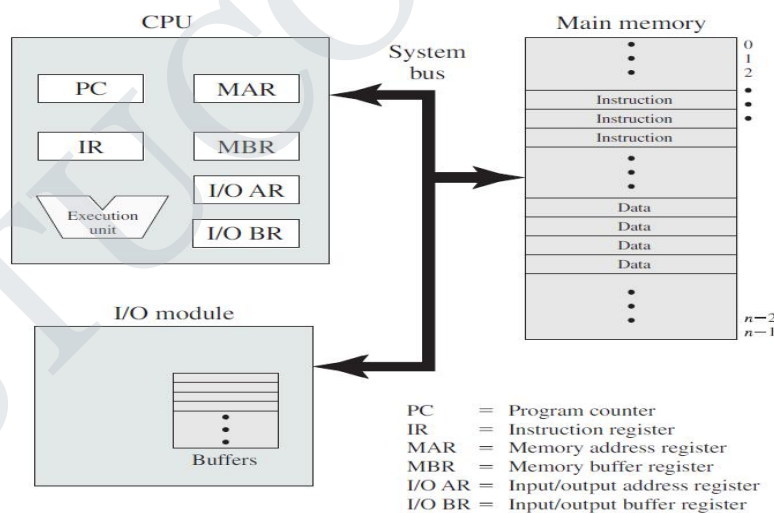 CPU
PC
MAR
IR
MBR
I/O AR
Execution
unit
I/O BR
System
bus
Main memory
0
1
2
Instruction
Instruction
Instruction
Data
Data
Data
Data
n−2
n−1
I/O module
Buffers
PC = Program counter
IR = Instruction register
MAR = Memory address register
MBR = Memory buffer register
I/O AR = Input/output address register
I/O BR = Input/output buffer register
STUCO